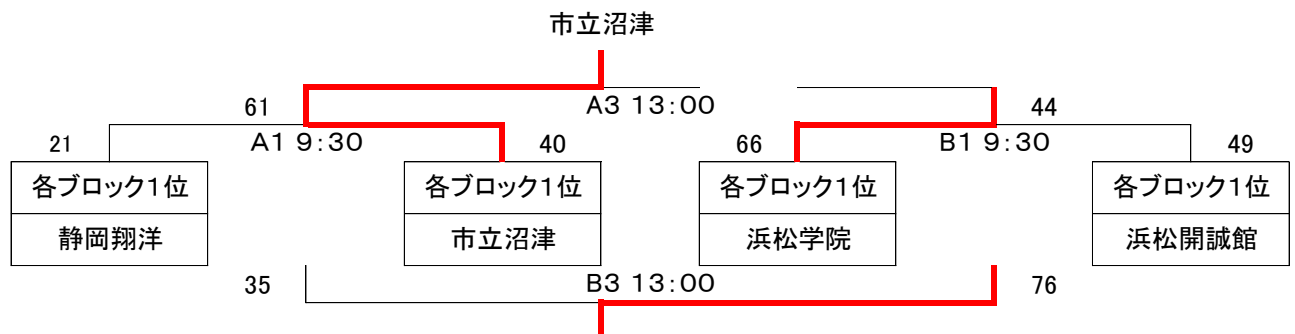 市立沼津
61 A3 13:00 44
21 A1 9:30 40 66 B1 9:30 49
各ブロック1位 各ブロック1位 各ブロック1位 各ブロック1位
静岡翔洋 市立沼津 浜松学院 浜松開誠館
35 B3 13:00 76